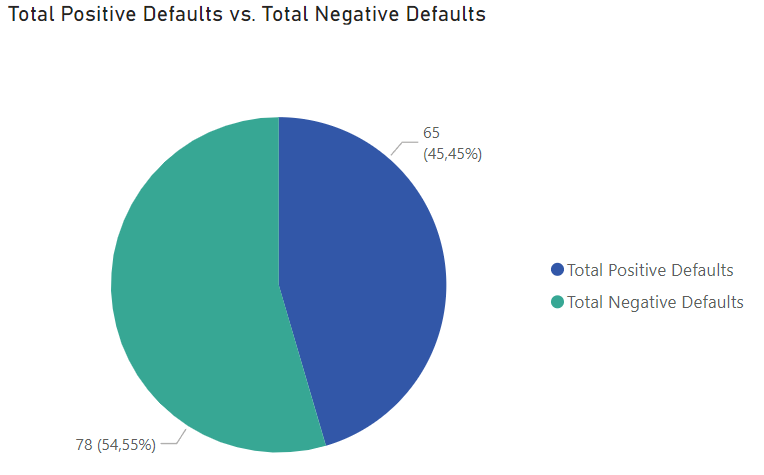 Total Positive Defaults vs. Total Negative Defaults
65
(45,45%)
Total Positive Defaults
Total Negative Defaults
78 (54,55%)